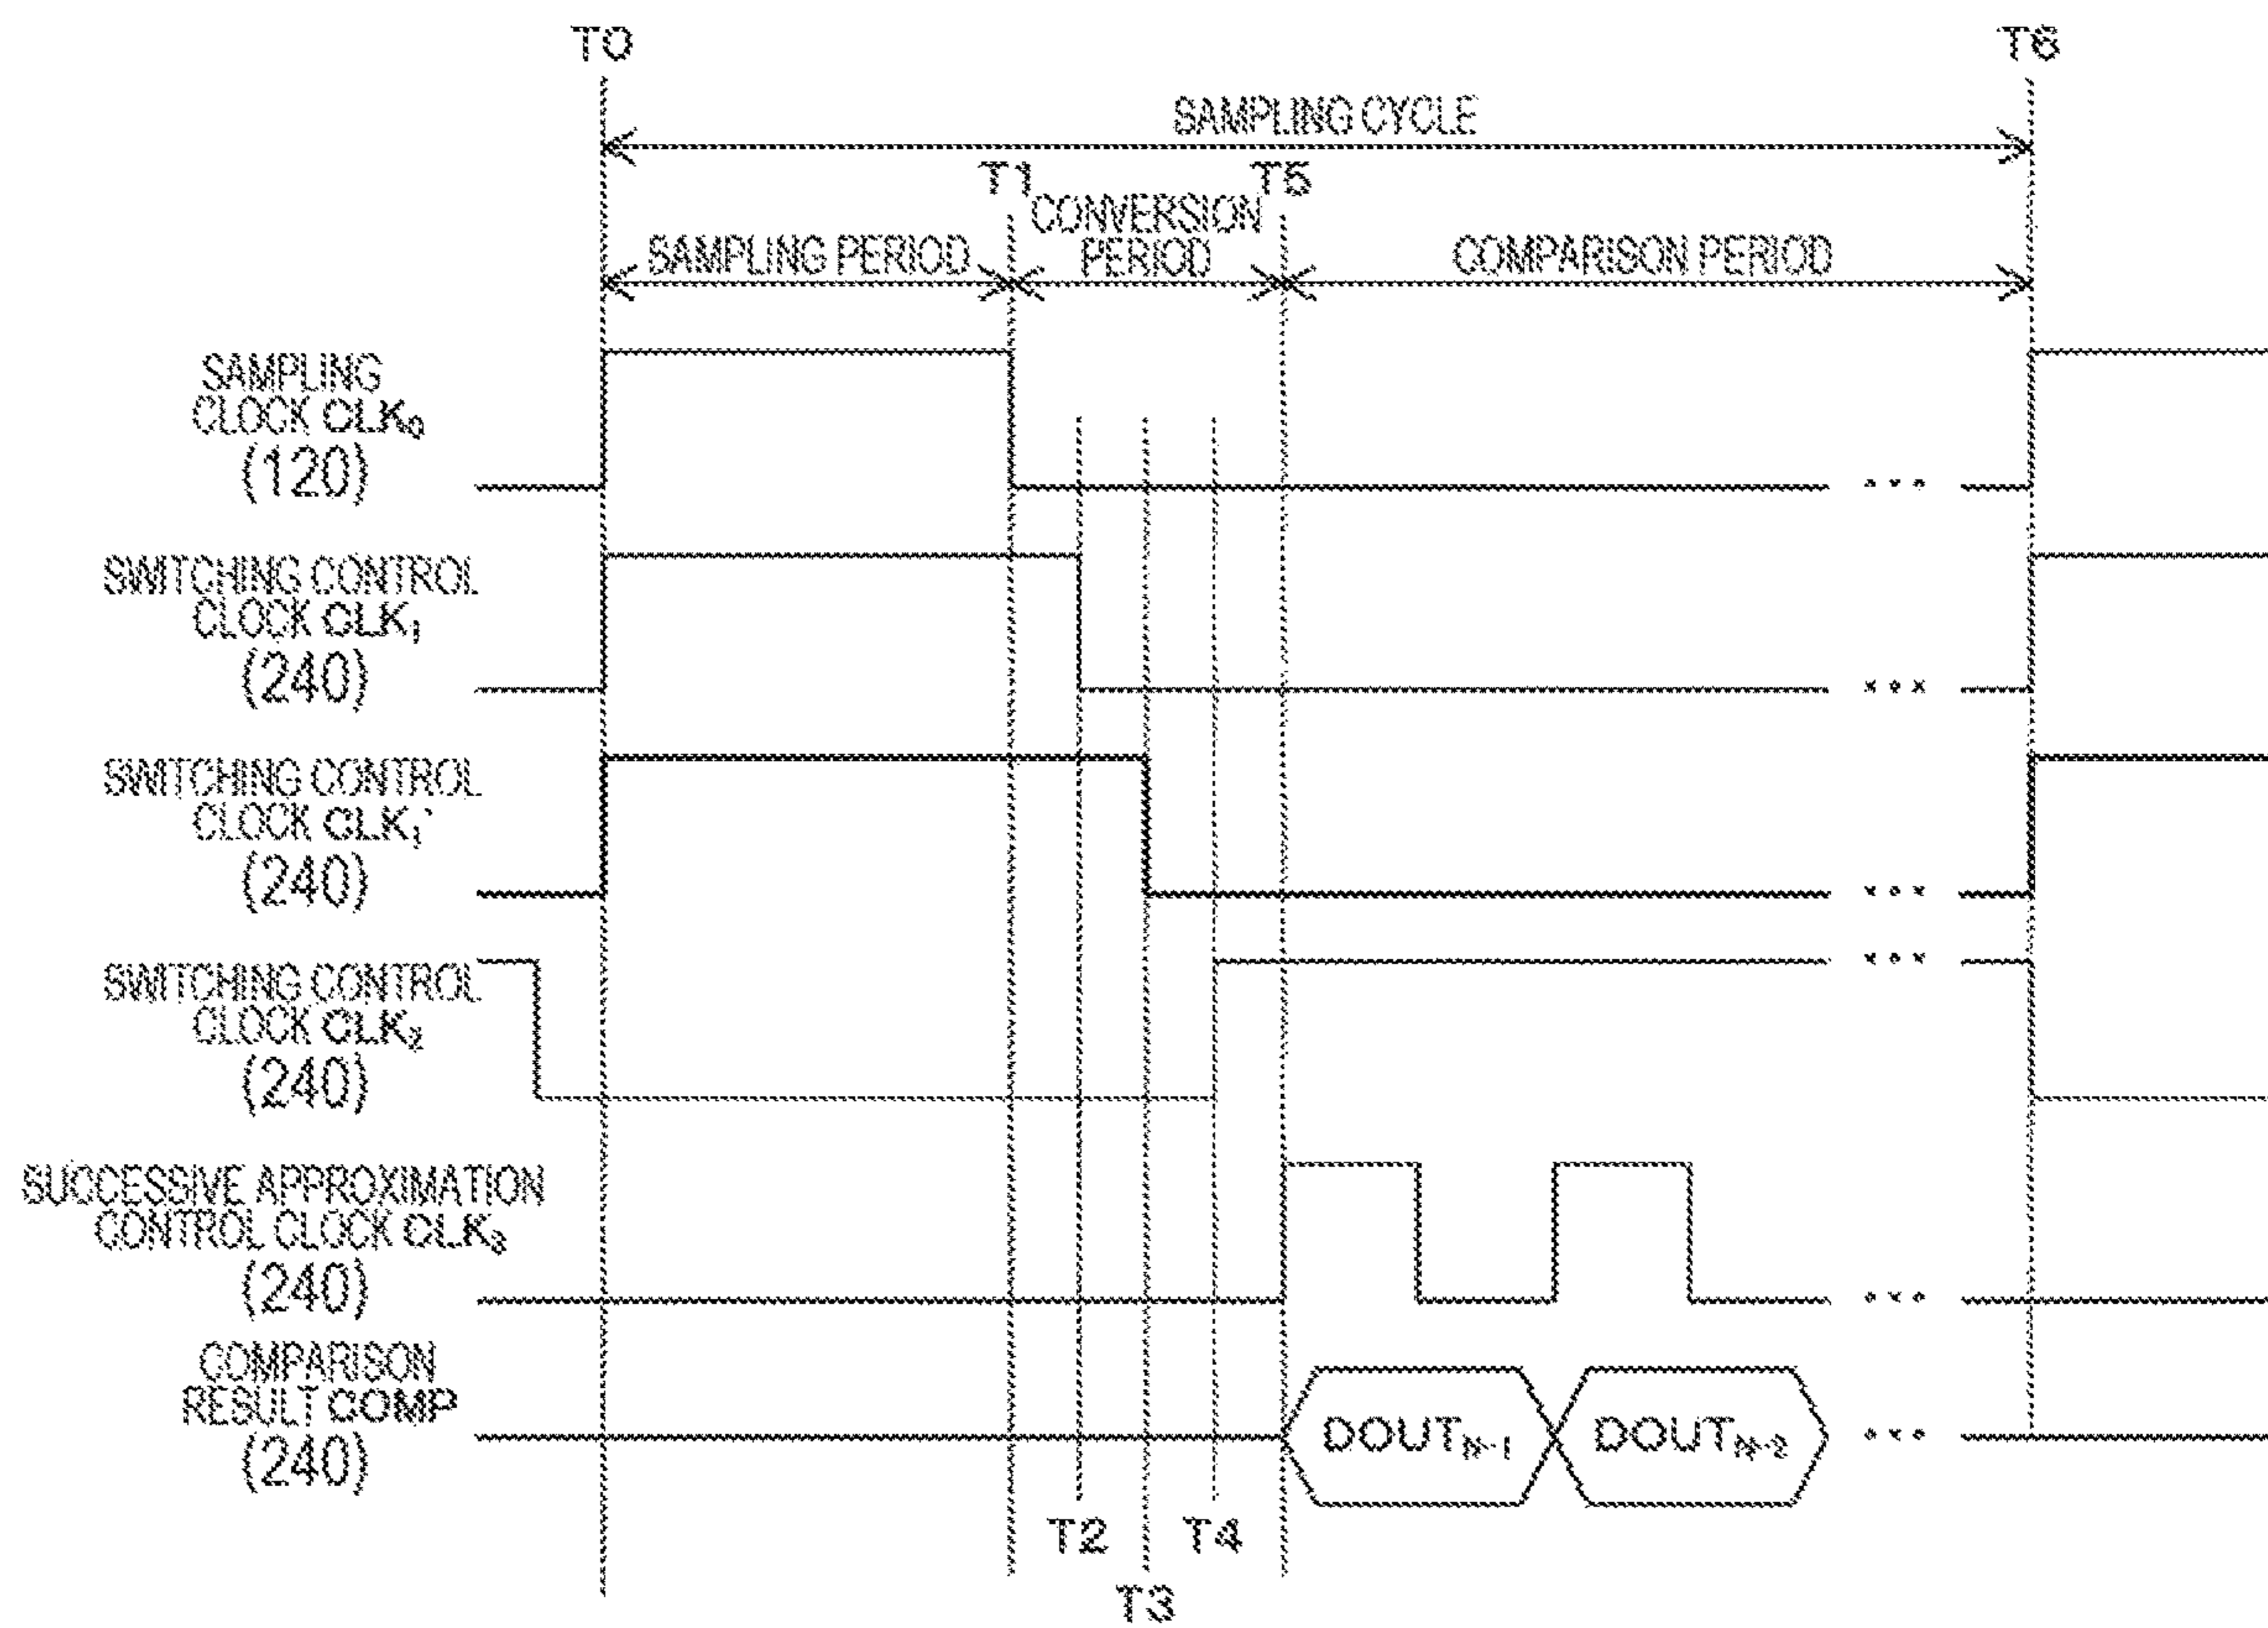 T0
T6
SAMPLING CYCLE
T1
T5
CONVERSION
PERIOD
SAMPLING PERIOD
COMPARISON PERIOD
SAMPLING
CLOCK CLK₀
(120)
...
SWITCHING CONTROL
CLOCK CLK₁
(240)
...
SWITCHING CONTROL
CLOCK CLK₁'
(240)
...
SWITCHING CONTROL
CLOCK CLK₂
(240)
...
SUCCESSIVE APPROXIMATION
CONTROL CLOCK CLK₃
(240)
...
COMPARISON
RESULT COMP
(240)
DOUT_N-1
DOUT_N-2
...
T2
T4
T3